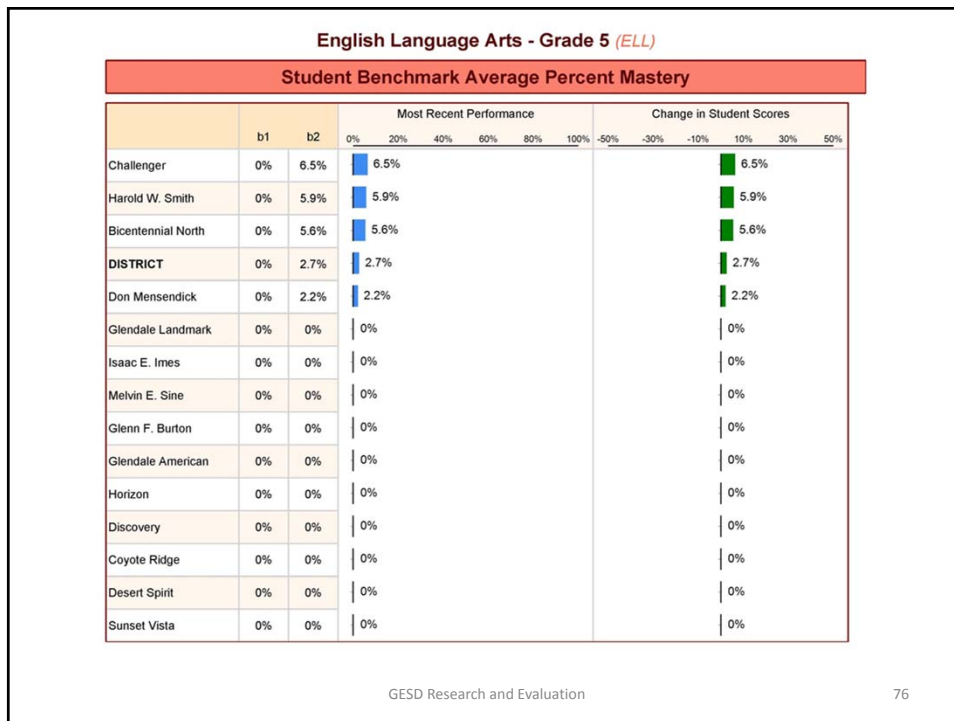 English Language Arts - Grade 5 (ELL)
Student Benchmark Average Percent Mastery
Most Recent Performance Change in Student Scores
b1 b2 0% 20% 40% 60% 80% 100% -50% -30% -10% 10% 30% 50%
Challenger 0% 6.5% 6.5% 6.5%
Harold W. Smith 0% 5.9% 5.9% 5.9%
Bicentennial North 0% 5.6% 5.6% 5.6%
DISTRICT 0% 2.7% 2.7% 2.7%
Don Mensendick 0% 2.2% 2.2% 2.2%
Glendale Landmark 0% 0% 0% 0%
Isaac E. Imes 0% 0% 0% 0%
Melvin E. Sine 0% 0% 0% 0%
Glenn F. Burton 0% 0% 0% 0%
Glendale American 0% 0% 0% 0%
Horizon 0% 0% 0% 0%
Discovery 0% 0% 0% 0%
Coyote Ridge 0% 0% 0% 0%
Desert Spirit 0% 0% 0% 0%
Sunset Vista 0% 0% 0% 0%
GESD Research and Evaluation 76